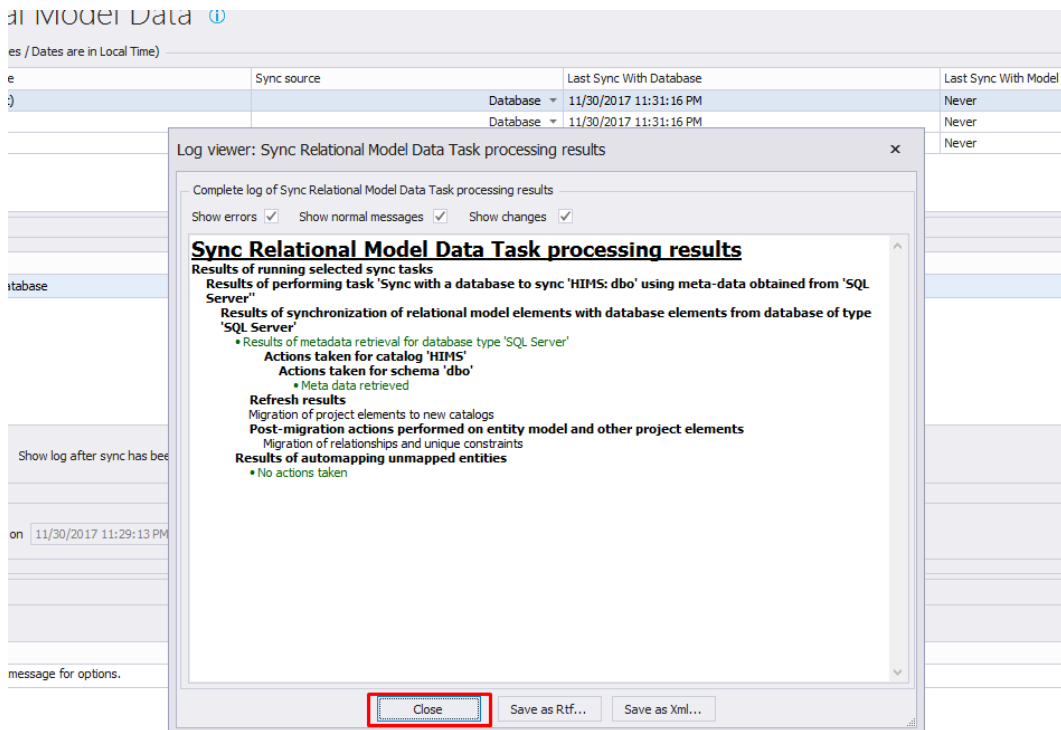 al Model Data
es / Dates are in Local Time)
e Sync source Last Sync With Database Last Sync With Model
:) Database 11/30/2017 11:31:16 PM Never
Database 11/30/2017 11:31:16 PM Never
Never
Log viewer: Sync Relational Model Data Task processing results
Complete log of Sync Relational Model Data Task processing results
Show errors Show normal messages Show changes
Sync Relational Model Data Task processing results
Results of running selected sync tasks
Results of performing task 'Sync with a database to sync 'HIMS: dbo' using meta-data obtained from 'SQL
Server''
Results of synchronization of relational model elements with database elements from database of type
'SQL Server'
• Results of metadata retrieval for database type 'SQL Server'
Actions taken for catalog 'HIMS'
Actions taken for schema 'dbo'
• Meta data retrieved
Refresh results
Migration of project elements to new catalogs
Post-migration actions performed on entity model and other project elements
Migration of relationships and unique constraints
Results of automapping unmapped entities
• No actions taken
atabase
Show log after sync has bee
on 11/30/2017 11:29:13 PM
message for options.
Close Save as Rtf... Save as Xml...